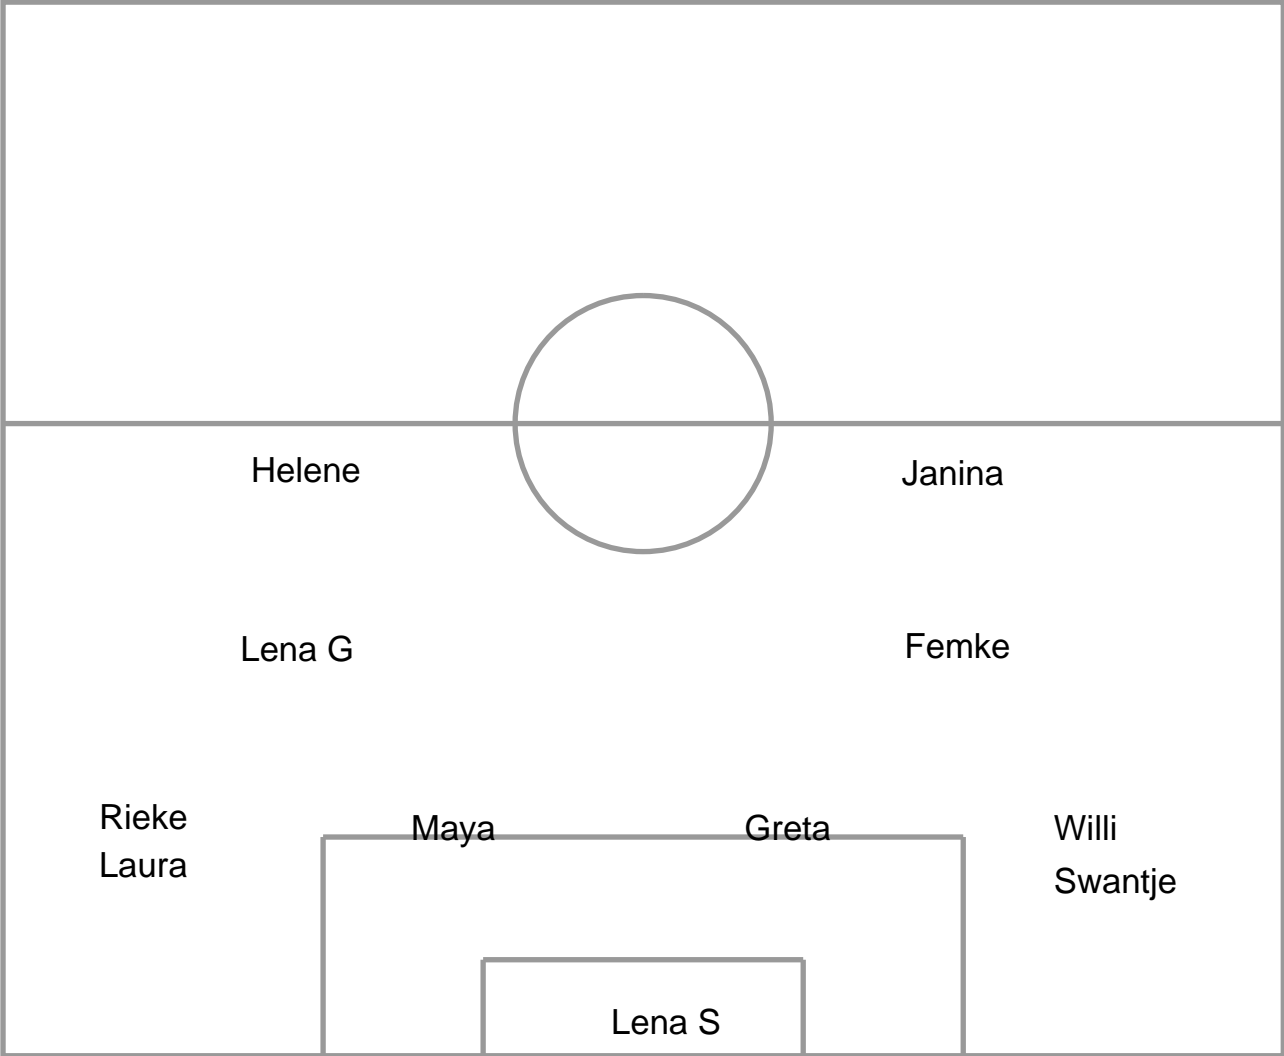 Helene
Janina
Lena G
Femke
Rieke
Laura
Maya
Greta
Willi
Swantje
Lena S